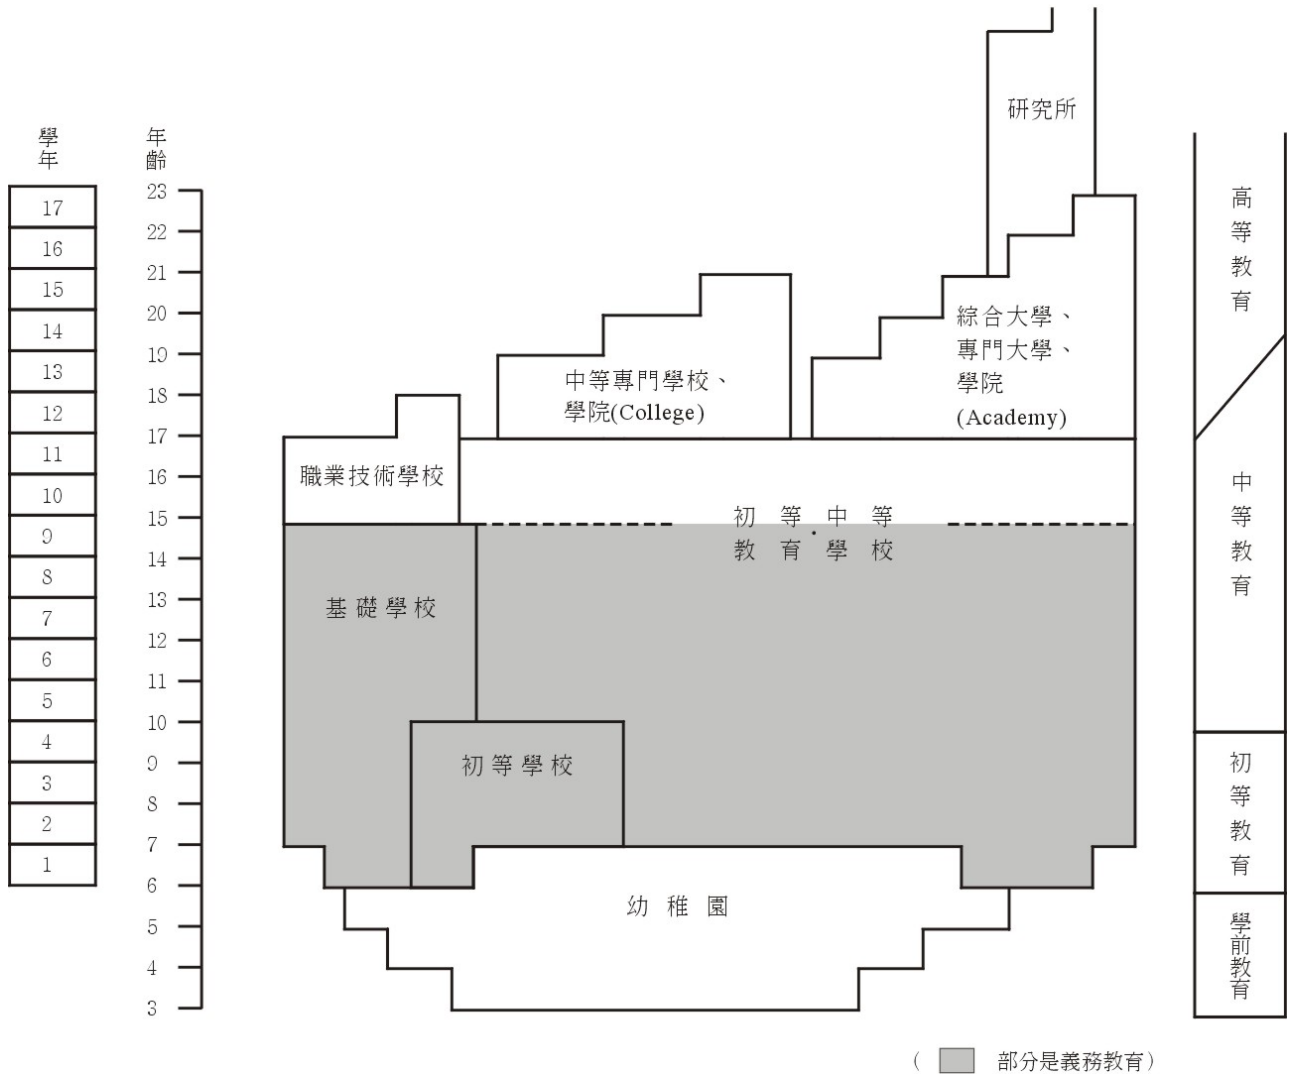 學年
年齡
17
16
15
14
13
12
11
10
9
8
7
6
5
4
3
2
1
23
22
21
20
19
18
17
16
15
14
13
12
11
10
9
8
7
6
5
4
3
研究所
綜合大學、
專門大學、
學院
(Academy)
中等專門學校、
學院(College)
職業技術學校
初等教育・中等學校
基礎學校
初等學校
幼稚園
高等教育
中等教育
初等教育
學前教育
( 部分是義務教育)